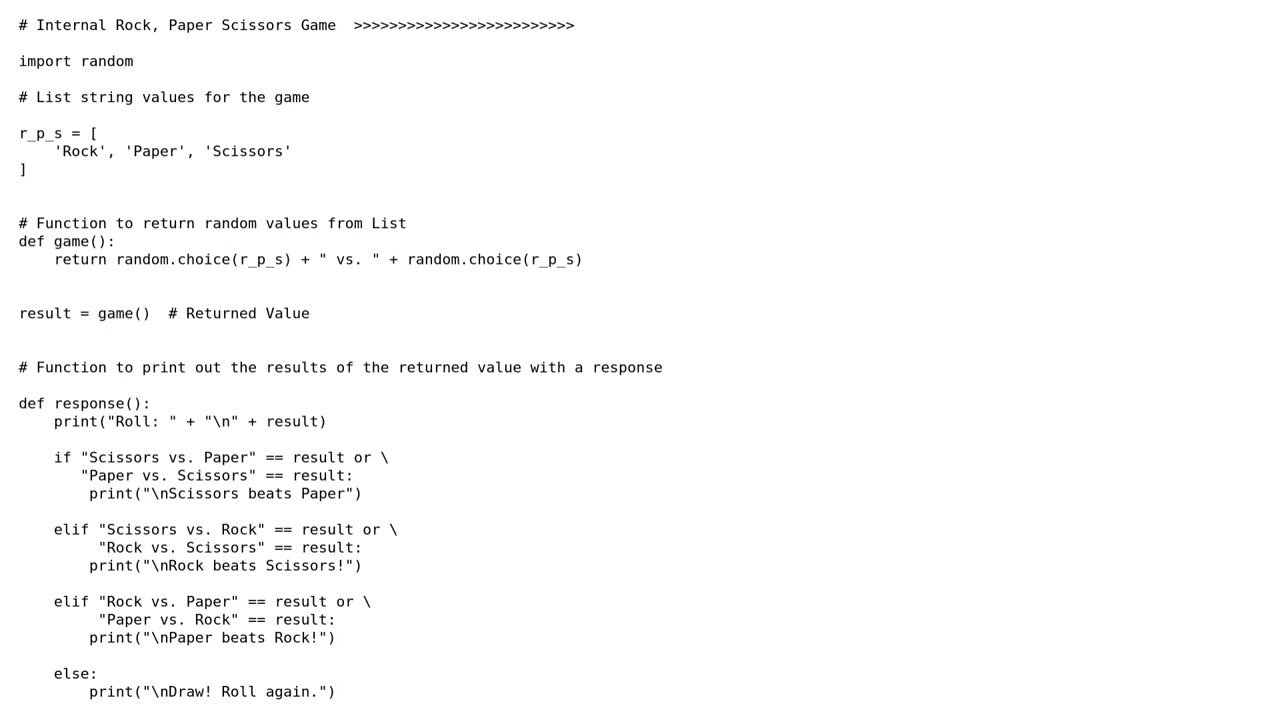 # Internal Rock, Paper Scissors Game  >>>>>>>>>>>>>>>>>>>>>>>>>

import random

# List string values for the game

r_p_s = [
    'Rock', 'Paper', 'Scissors'
]


# Function to return random values from List
def game():
    return random.choice(r_p_s) + " vs. " + random.choice(r_p_s)


result = game()  # Returned Value


# Function to print out the results of the returned value with a response

def response():
    print("Roll: " + "\n" + result)

    if "Scissors vs. Paper" == result or \
       "Paper vs. Scissors" == result:
        print("\nScissors beats Paper")

    elif "Scissors vs. Rock" == result or \
         "Rock vs. Scissors" == result:
        print("\nRock beats Scissors!")

    elif "Rock vs. Paper" == result or \
         "Paper vs. Rock" == result:
        print("\nPaper beats Rock!")

    else:
        print("\nDraw! Roll again.")